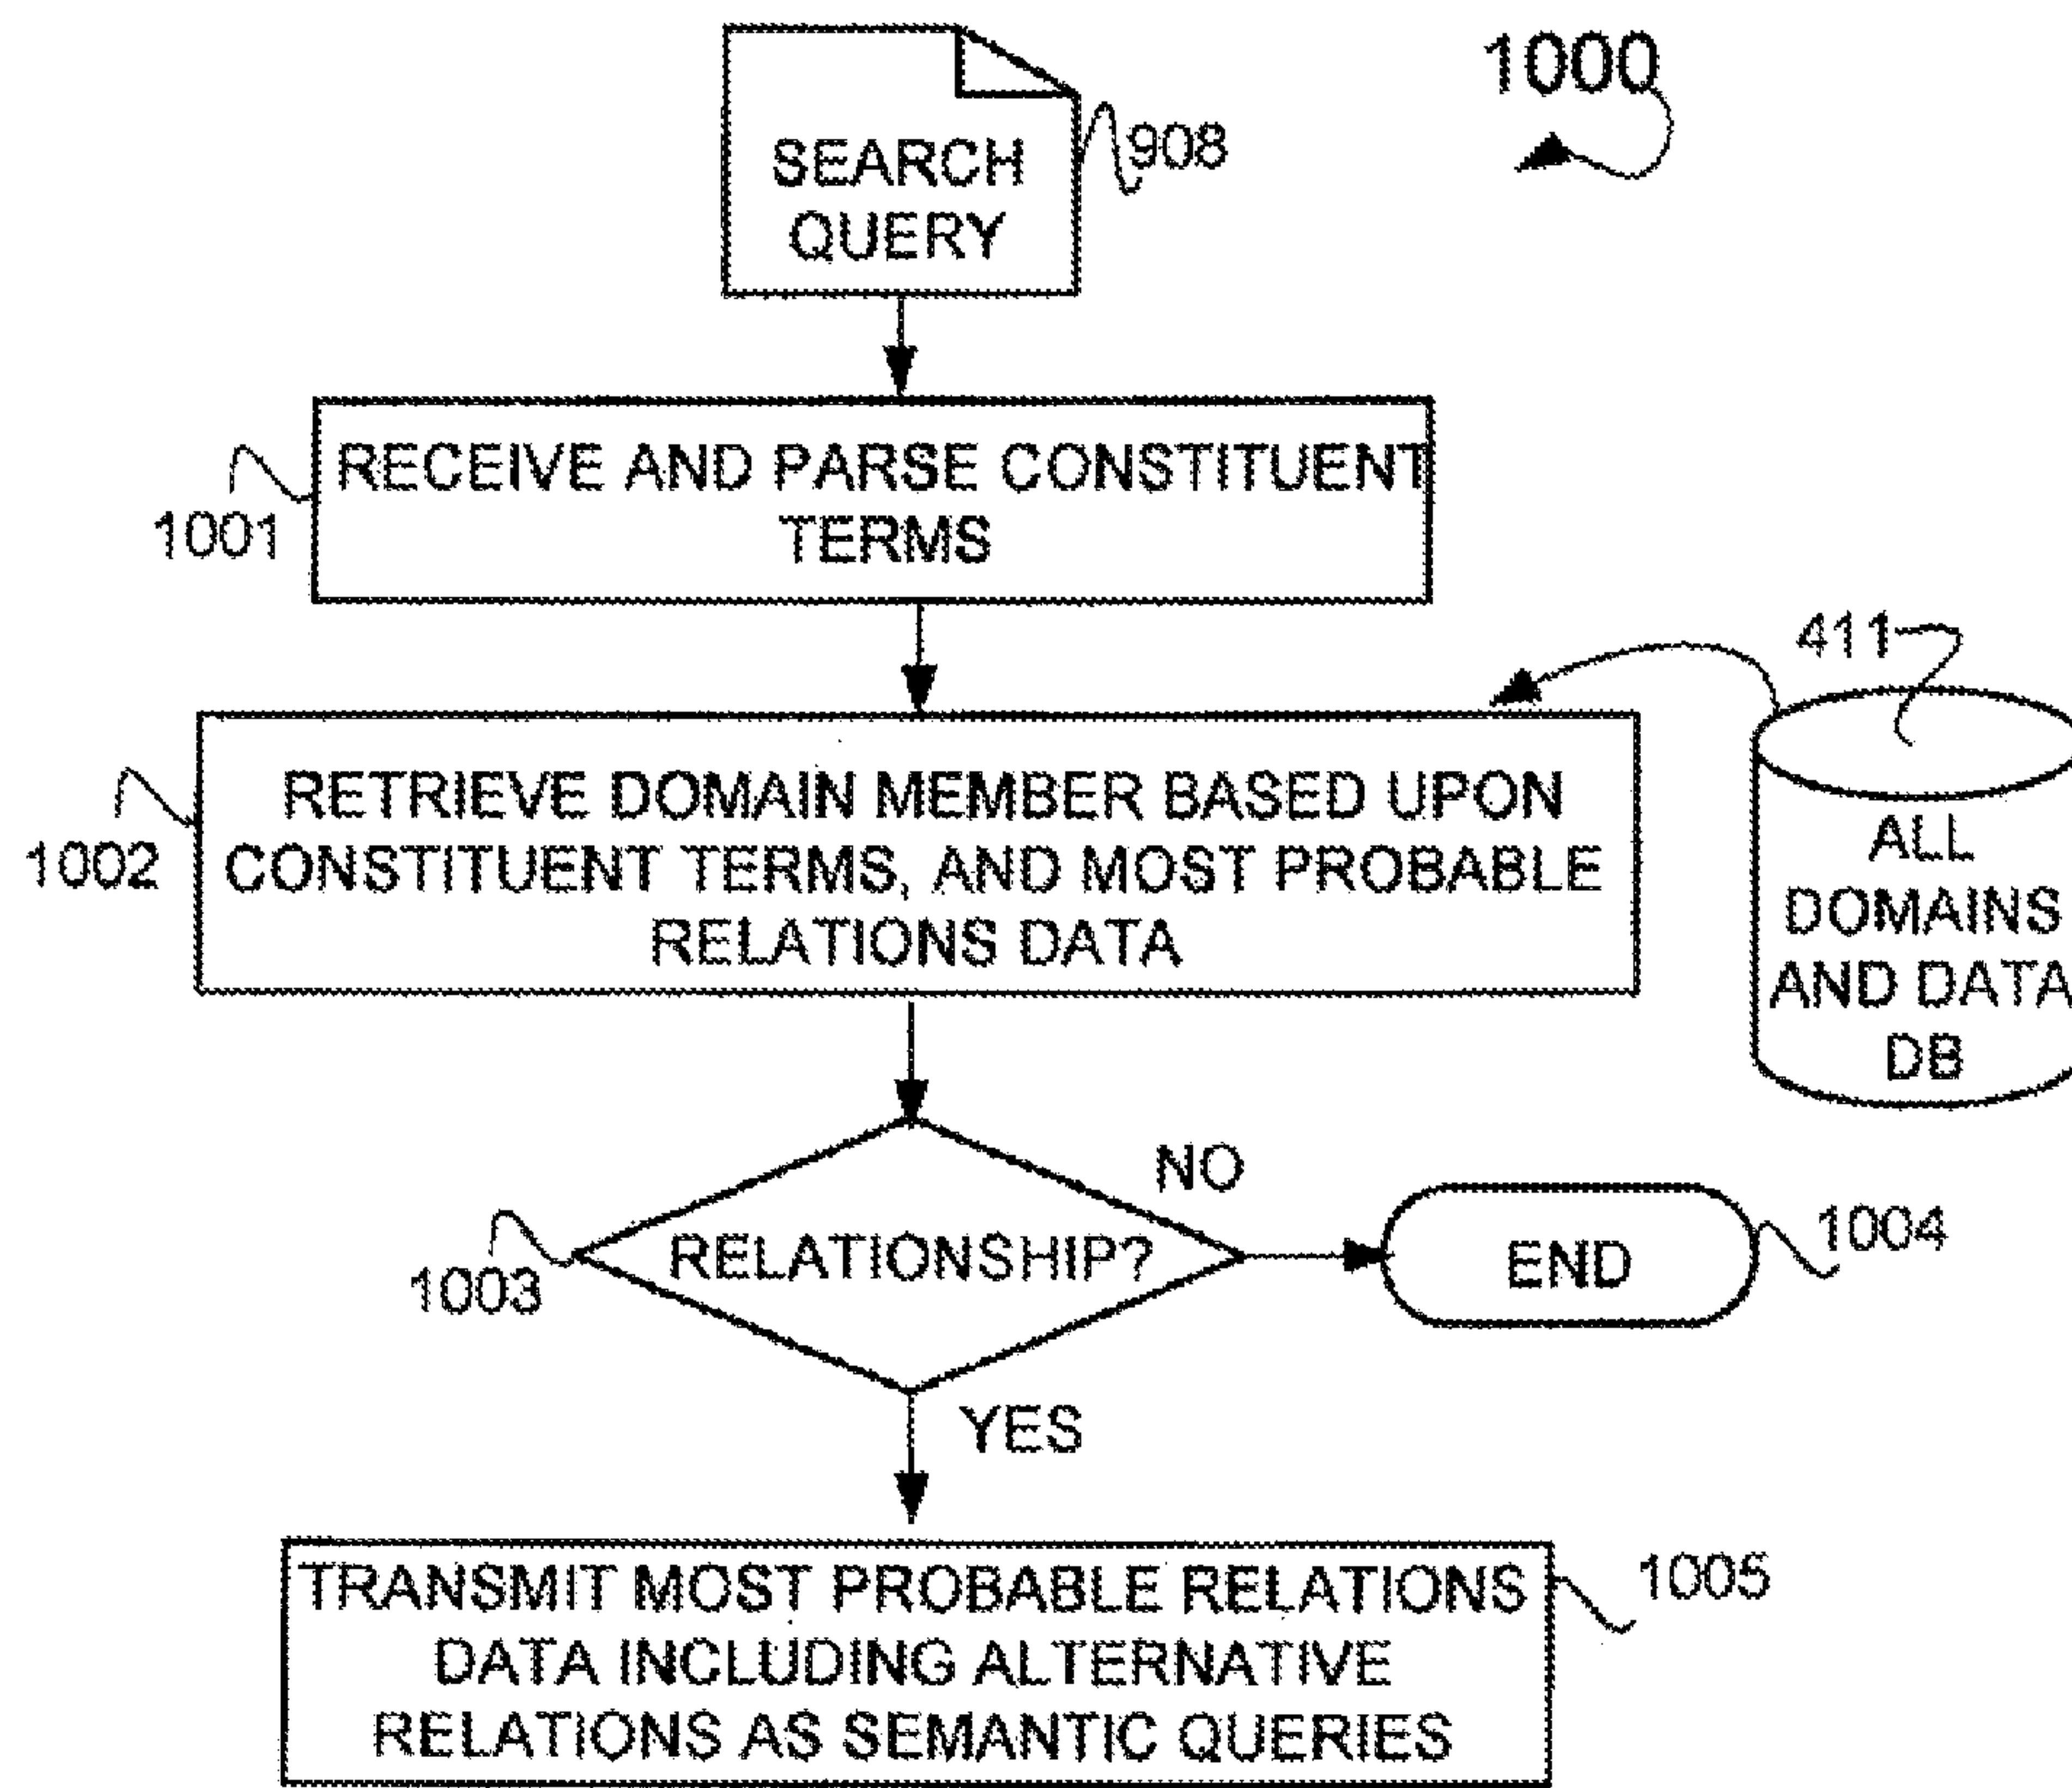 1000
SEARCH
QUERY
908
RECEIVE AND PARSE CONSTITUENT
TERMS
1001
411
RETRIEVE DOMAIN MEMBER BASED UPON
CONSTITUENT TERMS, AND MOST PROBABLE
RELATIONS DATA
1002
ALL
DOMAINS
AND DATA
DB
NO
RELATIONSHIP?
1003
END
1004
YES
TRANSMIT MOST PROBABLE RELATIONS
DATA INCLUDING ALTERNATIVE
RELATIONS AS SEMANTIC QUERIES
1005